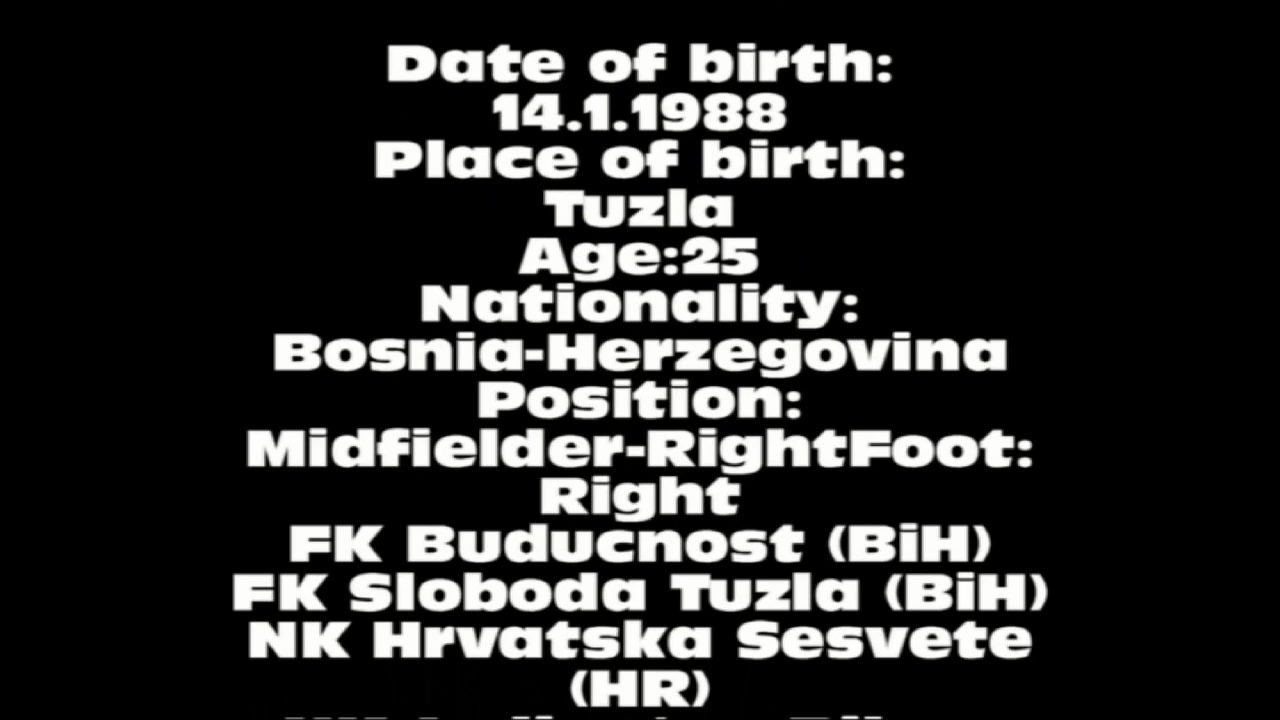 Date of birth:
14.1.1988
Place of birth:
Tuzla
Age:25
Nationality:
Bosnia-Herzegovina
Position:
Midfielder-RightFoot:
Right
FK Buducnost (BiH)
FK Sloboda Tuzla (BiH)
NK Hrvatska Sesvete
(HR)